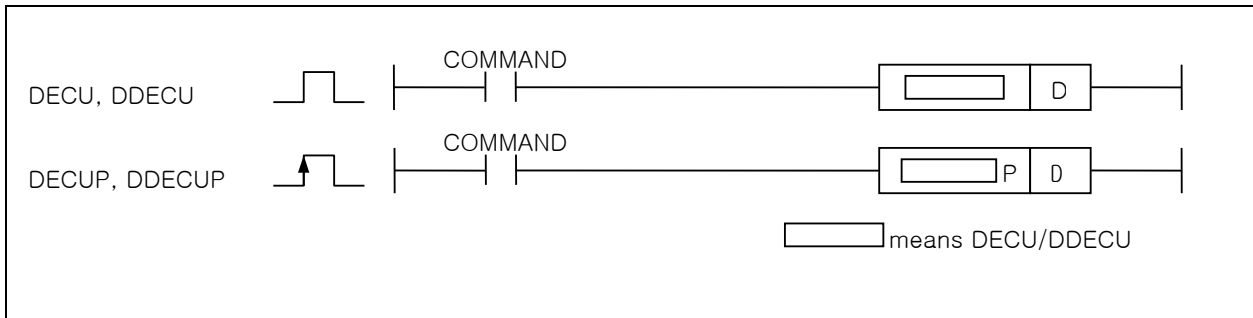 COMMAND
DECU, DDECU D
COMMAND
DECUP, DDECUP P D
means DECU/DDECU